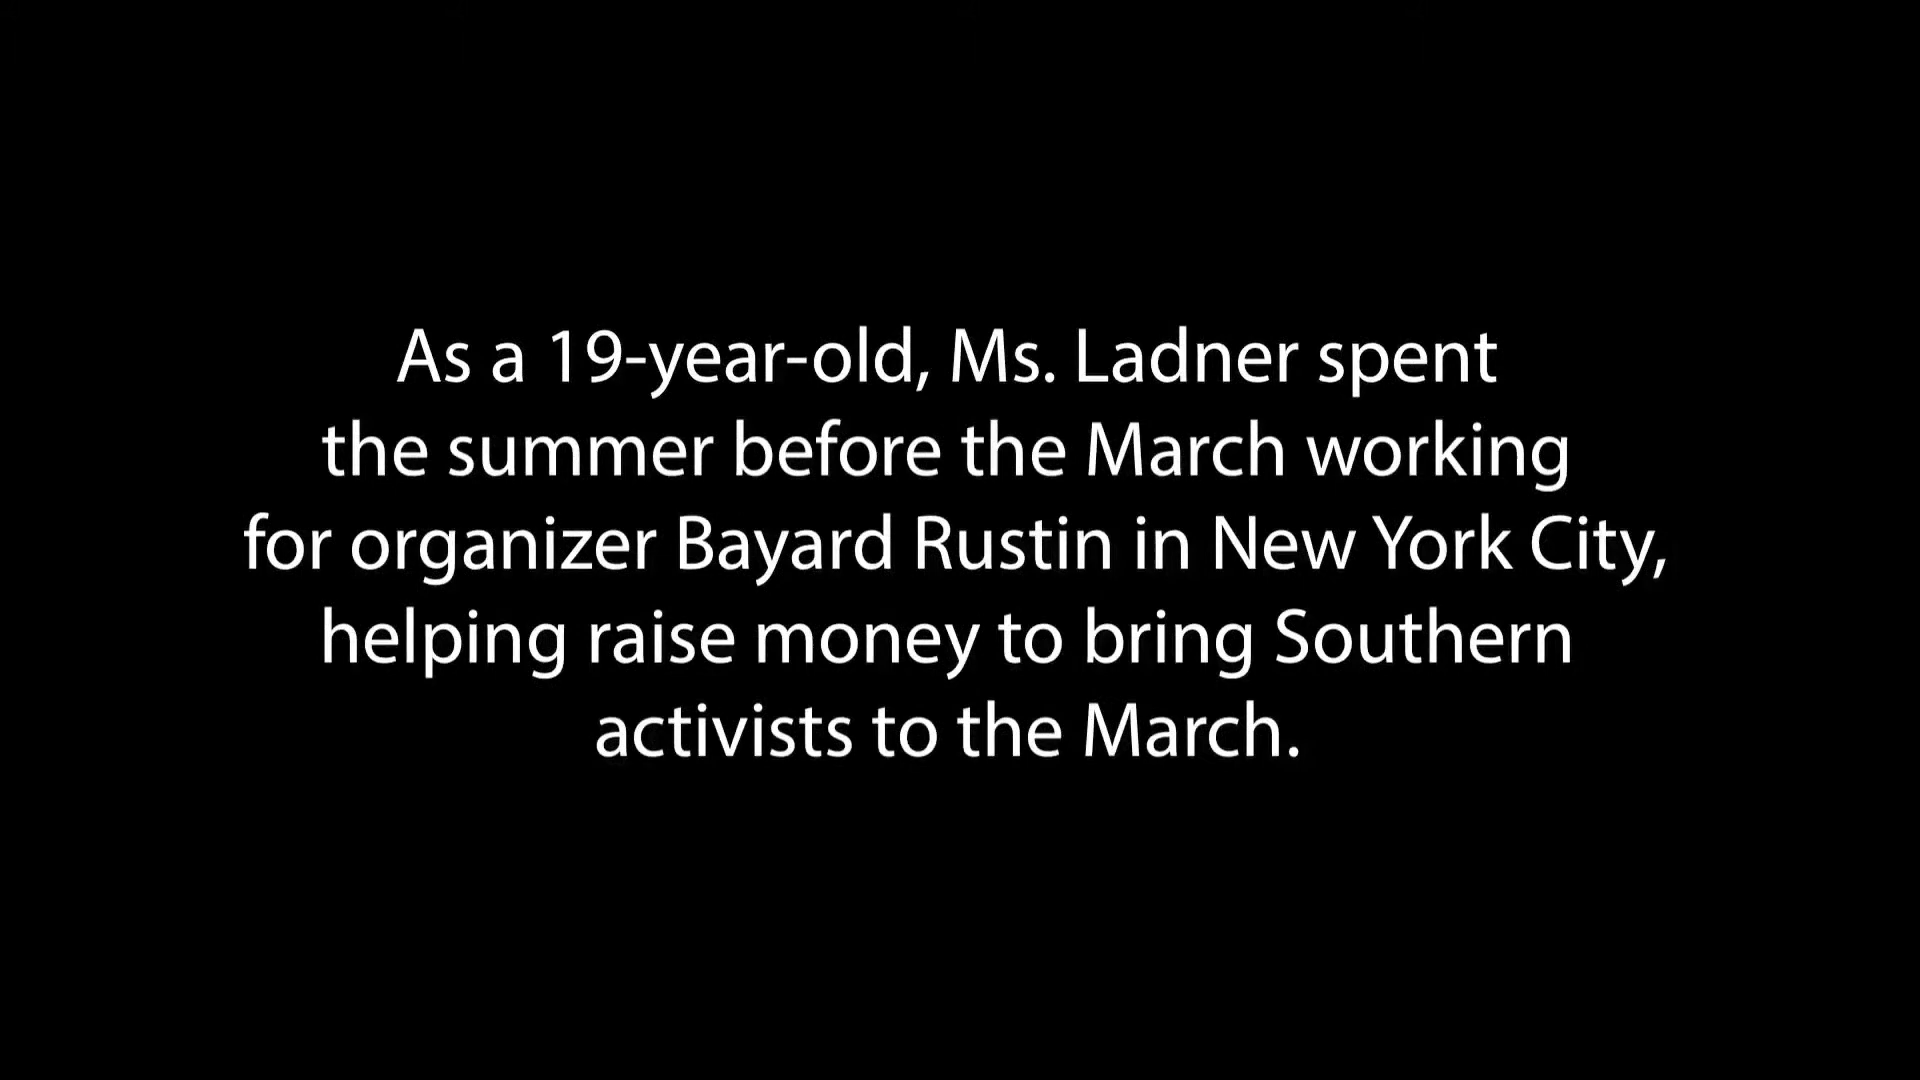 As a 19-year-old, Ms. Ladner spent
the summer before the March working
for organizer Bayard Rustin in New York City,
helping raise money to bring Southern
activists to the March.